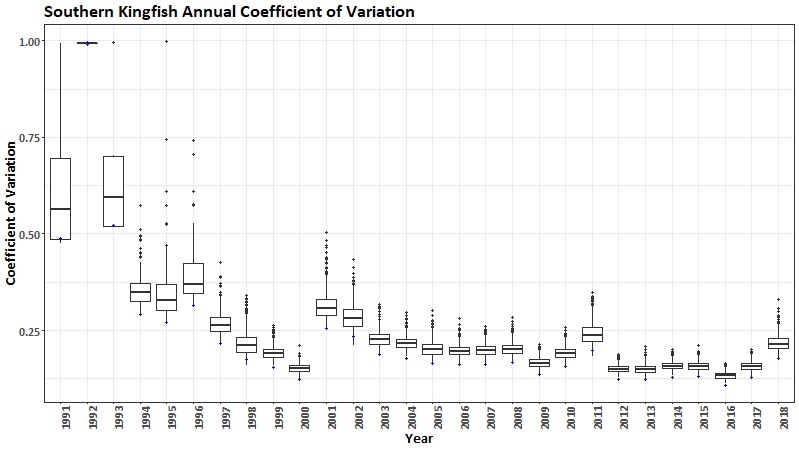 Southern Kingfish Annual Coefficient of Variation
Coefficient of Variation
1.00
0.75
0.50
0.25
1991 1992 1993 1994 1995 1996 1997 1998 1999 2000 2001 2002 2003 2004 2005 2006 2007 2008 2009 2010 2011 2012 2013 2014 2015 2016 2017 2018
Year